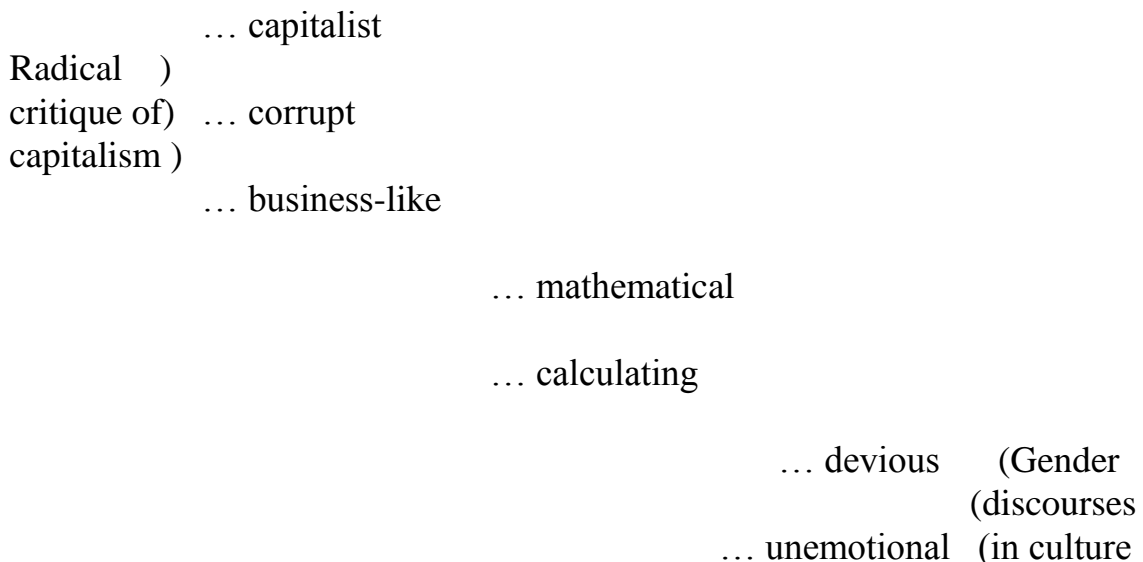 … capitalist
Radical )
critique of) … corrupt
capitalism )
… business-like
… mathematical
… calculating
… devious (Gender
(discourses
… unemotional (in culture